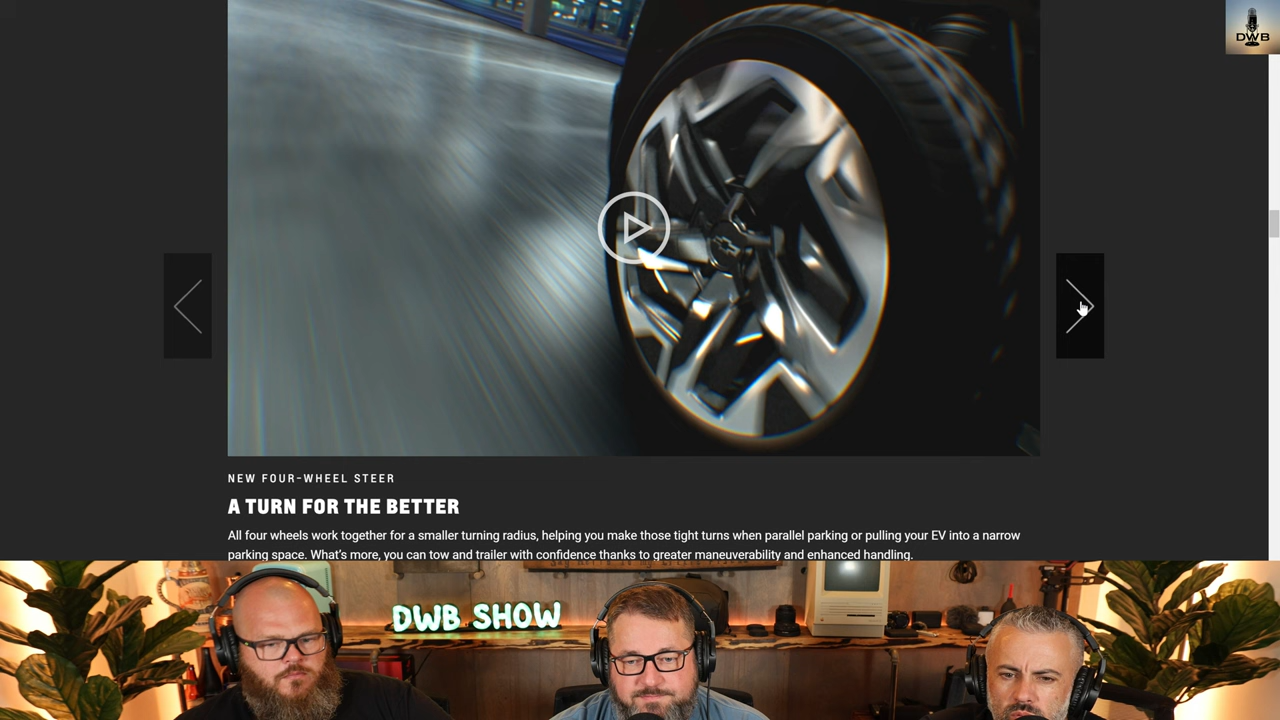 DWB
NEW FOUR-WHEEL STEER
A TURN FOR THE BETTER
All four wheels work together for a smaller turning radius, helping you make those tight turns when parallel parking or pulling your EV into a narrow
parking space. What's more, you can tow and trailer with confidence thanks to greater maneuverability and enhanced handling.
DWB SHOW